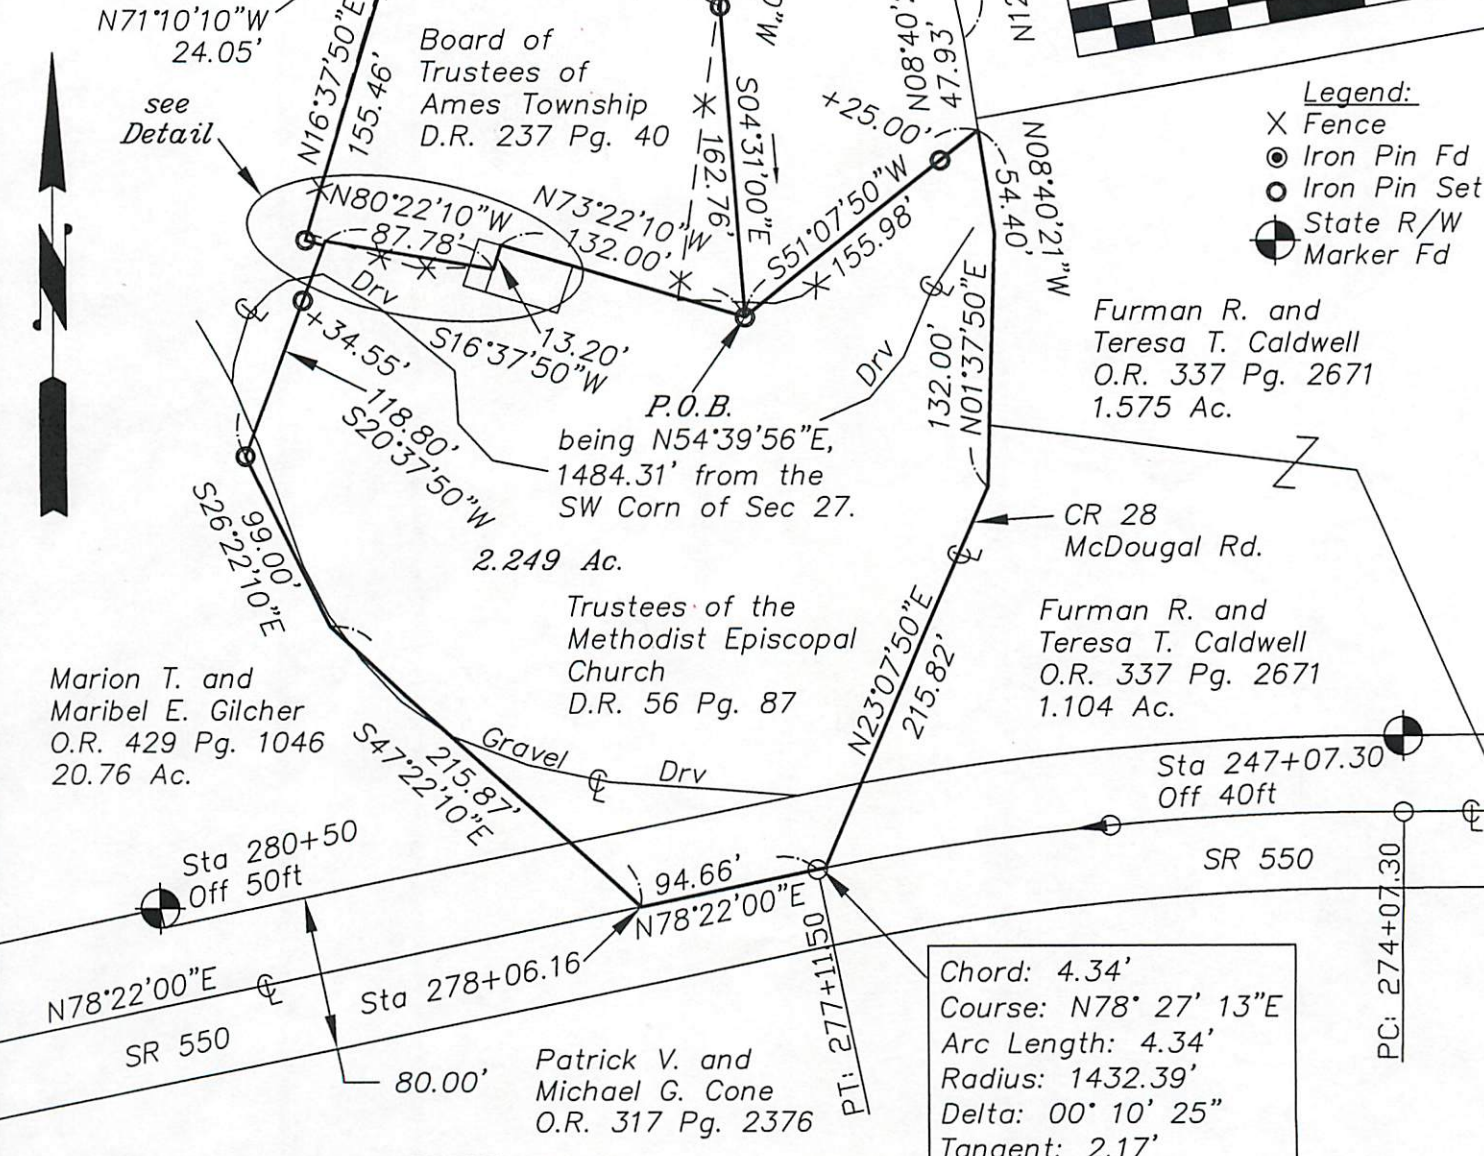 N71°10'10"W
24.05'
see
Detail
N16°37'50"E
155.46'
Board of
Trustees of
Ames Township
D.R. 237 Pg. 40
162.76'
S04°31'00"E
+25.00'
N08°40'
47.93'
N12
Legend:
X Fence
Iron Pin Fd
Iron Pin Set
State R/W
Marker Fd
N80°22'10"W
87.78'
N73°22'10"W
132.00'
S51°07'50"W
155.98'
54.40'
N08°40'21"W
Drv
S16°37'50"W
13.20'
+34.55'
118.80'
S20°37'50"W
P.O.B.
being N54°39'56"E,
1484.31' from the
SW Corn of Sec 27.
Drv
132.00'
N01°37'50"E
Furman R. and
Teresa T. Caldwell
O.R. 337 Pg. 2671
1.575 Ac.
S26°22'10"E
99.00'
2.249 Ac.
CR 28
McDougal Rd.
Trustees of the
Methodist Episcopal
Church
D.R. 56 Pg. 87
N23°07'50"E
215.82'
Furman R. and
Teresa T. Caldwell
O.R. 337 Pg. 2671
1.104 Ac.
Marion T. and
Maribel E. Gilcher
O.R. 429 Pg. 1046
20.76 Ac.
S47°22'10"E
215.87'
Gravel Drv
Sta 247+07.30
Off 40ft
Sta 280+50
Off 50ft
94.66'
N78°22'00"E
SR 550
PC: 274+07.30
N78°22'00"E
Sta 278+06.16
PT: 277+11.50
SR 550
80.00'
Patrick V. and
Michael G. Cone
O.R. 317 Pg. 2376
Chord: 4.34'
Course: N78° 27' 13"E
Arc Length: 4.34'
Radius: 1432.39'
Delta: 00° 10' 25"
Tangent: 2.17'